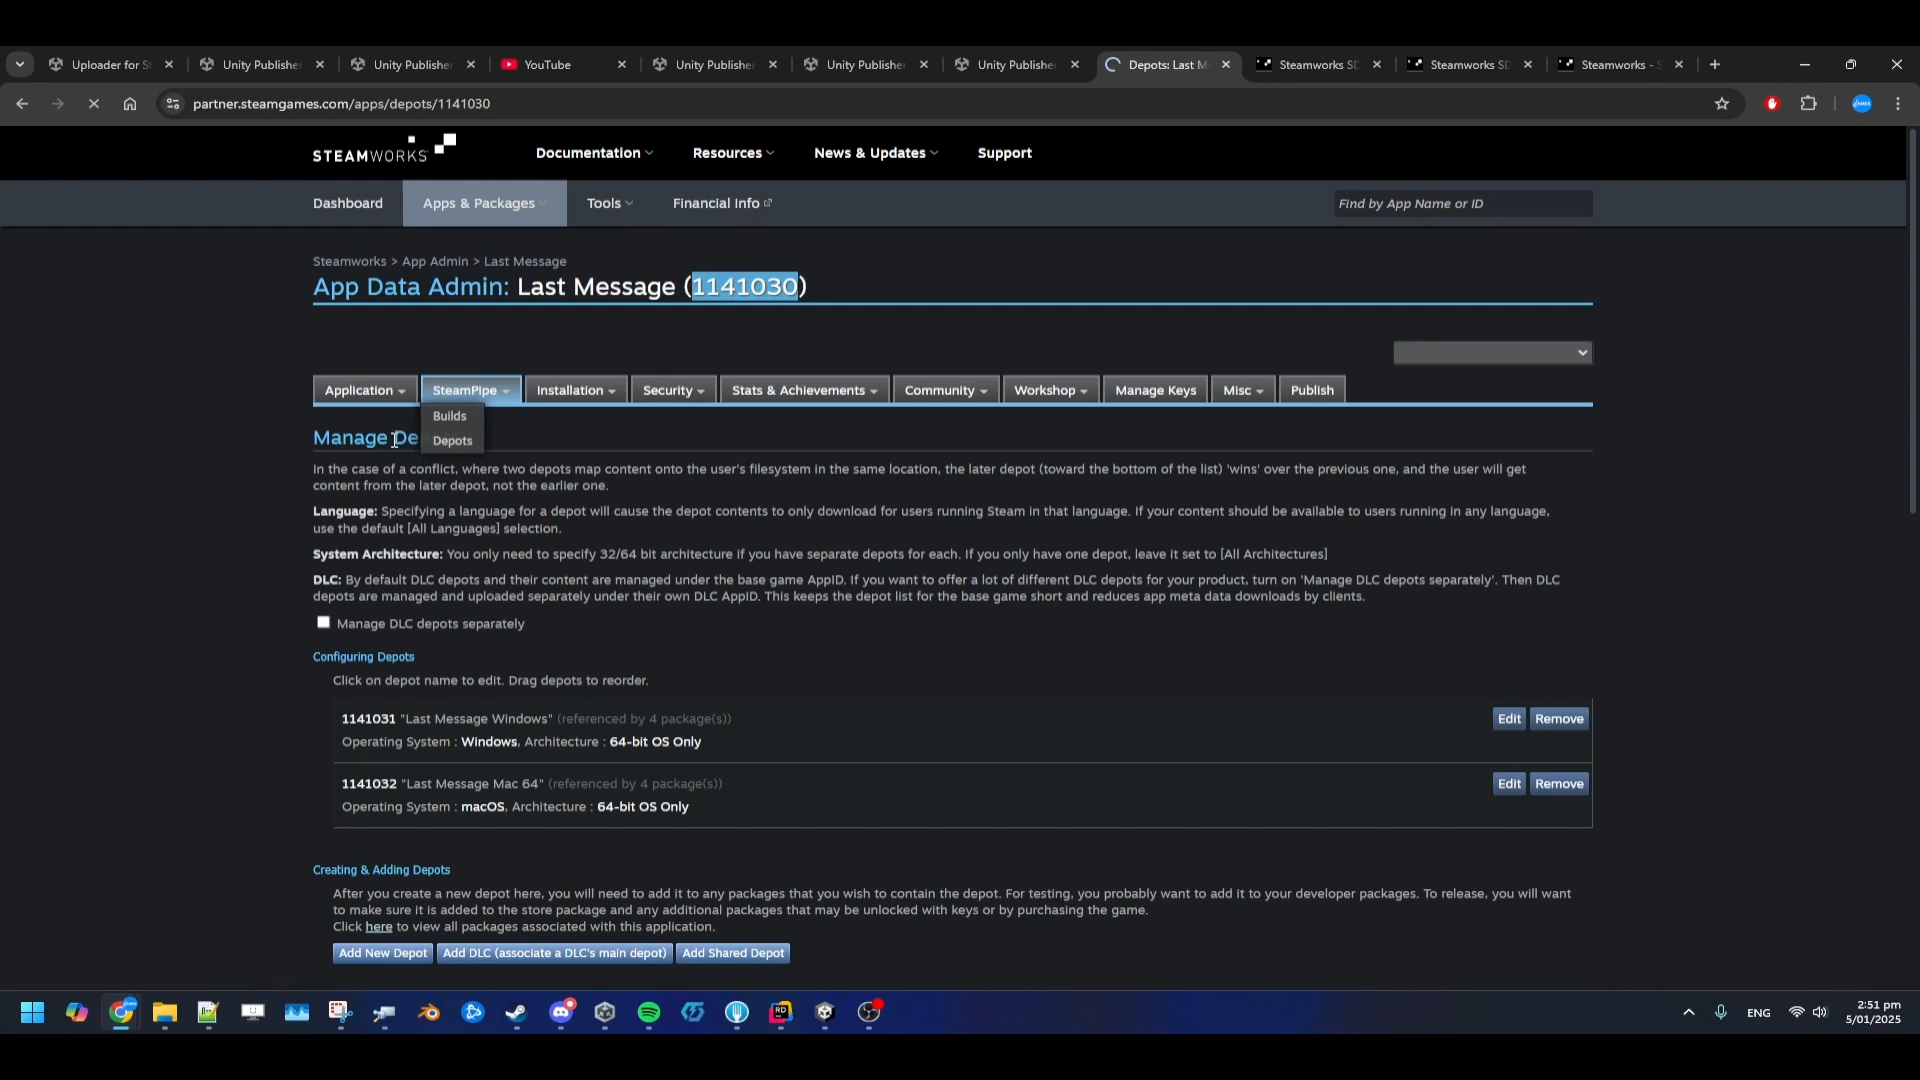 Uploader for S
Unity Publisher
Unity Publisher
YouTube
Unity Publisher
Unity Publisher
Unity Publisher
Depots: Last M
Steamworks SD
Steamworks SD
Steamworks - S
partner.steamgames.com/apps/depots/1141030
STEAMWORKS
Documentation
Resources
News & Updates
Support
Dashboard
Apps & Packages
Tools
Financial Info
Find by App Name or ID
Steamworks > App Admin > Last Message
App Data Admin: Last Message (1141030)
Application
SteamPipe
Installation
Security
Stats & Achievements
Community
Workshop
Manage Keys
Misc
Publish
Builds
Depots
Manage De
In the case of a conflict, where two depots map content onto the user's filesystem in the same location, the later depot (toward the bottom of the list) 'wins' over the previous one, and the user will get
content from the later depot, not the earlier one.
Language: Specifying a language for a depot will cause the depot contents to only download for users running Steam in that language. If your content should be available to users running in any language,
use the default [All Languages] selection.
System Architecture: You only need to specify 32/64 bit architecture if you have separate depots for each. If you only have one depot, leave it set to [All Architectures]
DLC: By default DLC depots and their content are managed under the base game AppID. If you want to offer a lot of different DLC depots for your product, turn on 'Manage DLC depots separately'. Then DLC
depots are managed and uploaded separately under their own DLC AppID. This keeps the depot list for the base game short and reduces app meta data downloads by clients.
Manage DLC depots separately
Configuring Depots
Click on depot name to edit. Drag depots to reorder.
1141031 "Last Message Windows" (referenced by 4 package(s))
Edit
Remove
Operating System : Windows, Architecture : 64-bit OS Only
1141032 "Last Message Mac 64" (referenced by 4 package(s))
Edit
Remove
Operating System : macOS, Architecture : 64-bit OS Only
Creating & Adding Depots
After you create a new depot here, you will need to add it to any packages that you wish to contain the depot. For testing, you probably want to add it to your developer packages. To release, you will want
to make sure it is added to the store package and any additional packages that may be unlocked with keys or by purchasing the game.
Click here to view all packages associated with this application.
Add New Depot
Add DLC (associate a DLC's main depot)
Add Shared Depot
ENG
2:51 pm
5/01/2025